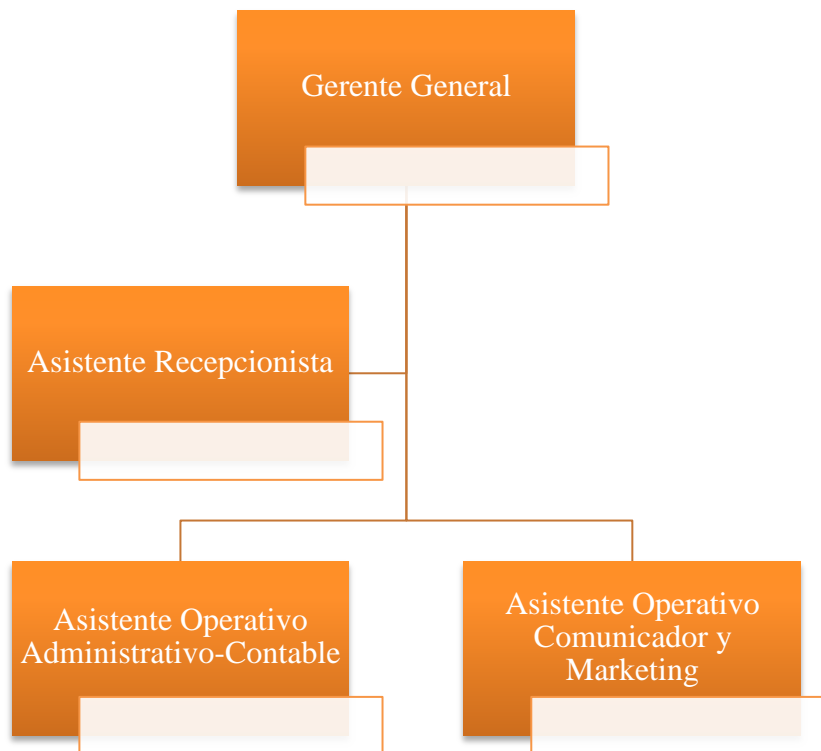 Gerente General
Asistente Recepcionista
Asistente Operativo
Administrativo-Contable
Asistente Operativo
Comunicador y
Marketing